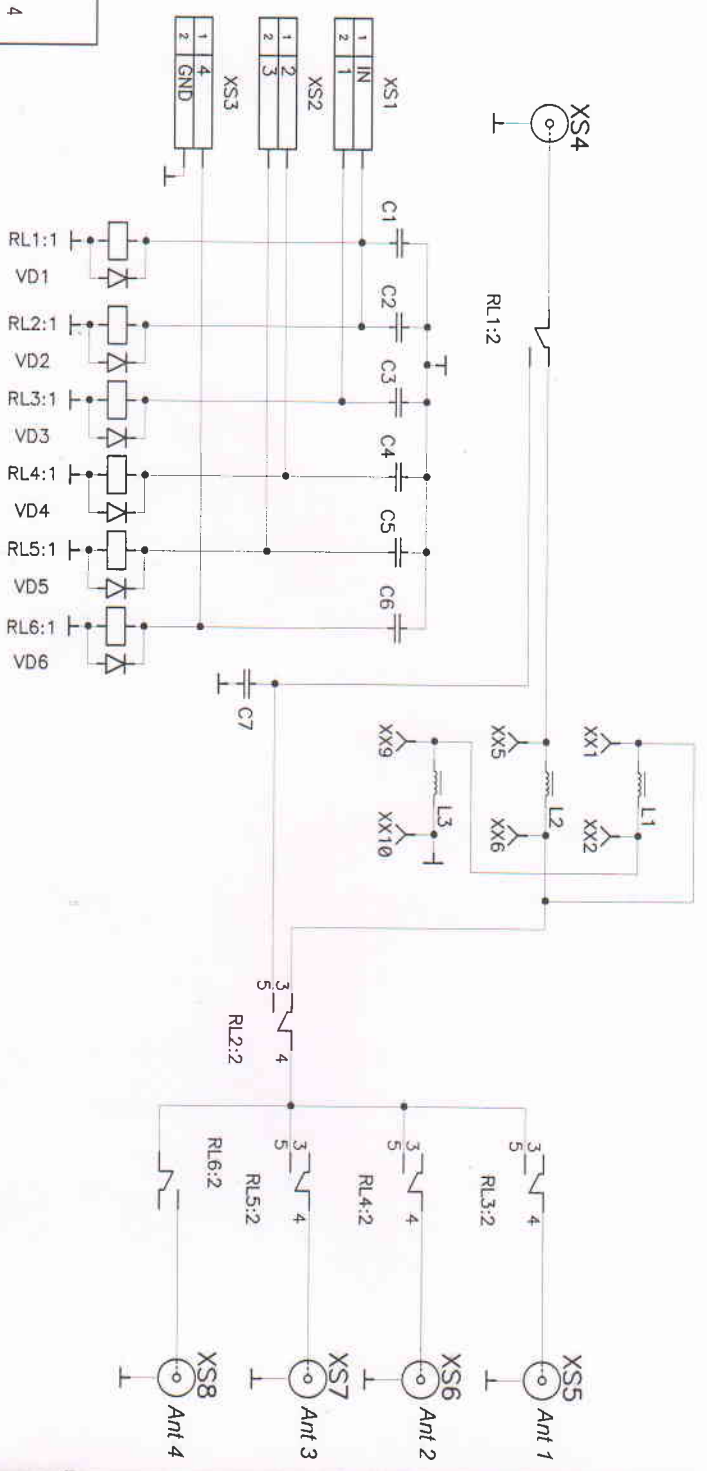 4
XS1
1 IN
2 1
XS2
1 2
2 3
XS3
1 4
2 GND
XS4
RL1:2
C1
C2
C3
C4
C5
C6
C7
RL1:1
VD1
RL2:1
VD2
RL3:1
VD3
RL4:1
VD4
RL5:1
VD5
RL6:1
VD6
XX1
L1
XX2
XX5
L2
XX6
XX9
L3
XX10
3
5
4
RL2:2
3
5
4
RL3:2
3
5
4
RL4:2
3
5
4
RL5:2
RL6:2
XS5
Ant 1
XS6
Ant 2
XS7
Ant 3
XS8
Ant 4